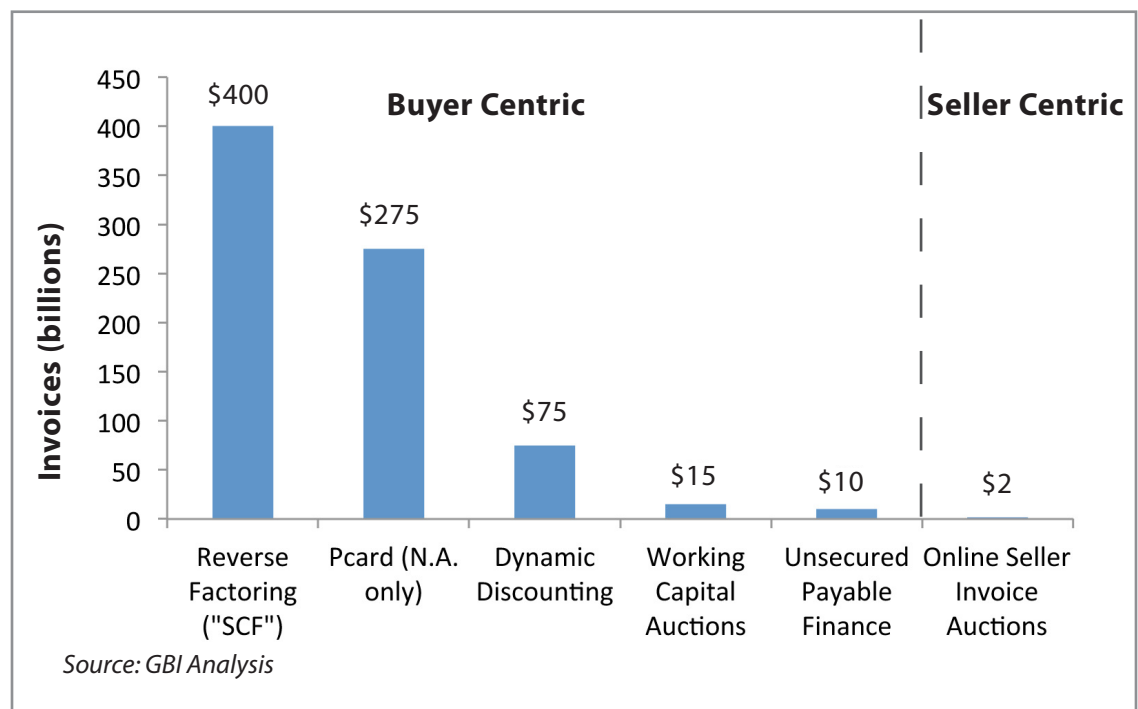 Buyer Centric
Seller Centric
Invoices (billions)
450
400
350
300
250
200
150
100
50
0
$400
$275
$75
$15
$10
$2
Reverse
Factoring
("SCF")
Pcard (N.A.
only)
Dynamic
Discounting
Working
Capital
Auctions
Unsecured
Payable
Finance
Online Seller
Invoice
Auctions
Source: GBI Analysis